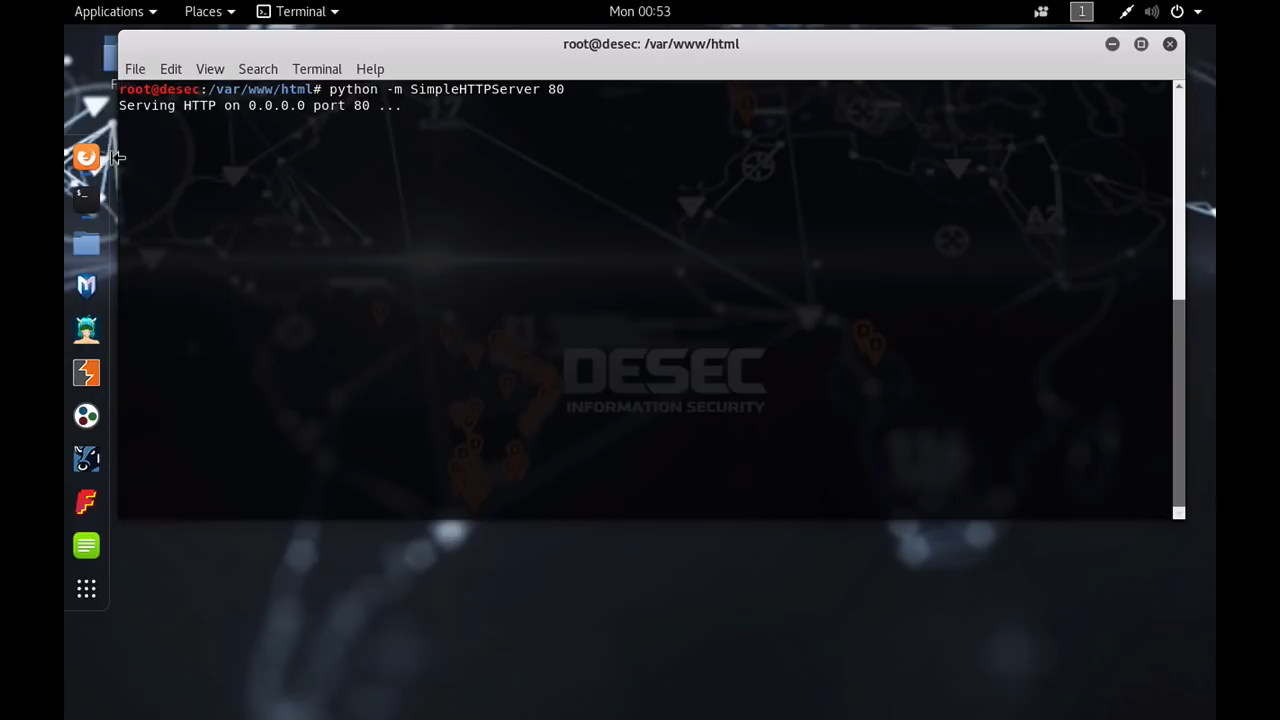 Applications Places Terminal Mon 00:53 1
root@desec: /var/www/html
File Edit View Search Terminal Help
root@desec:/var/www/html# python -m SimpleHTTPServer 80
Serving HTTP on 0.0.0.0 port 80 ...
DESEC
INFORMATION SECURITY